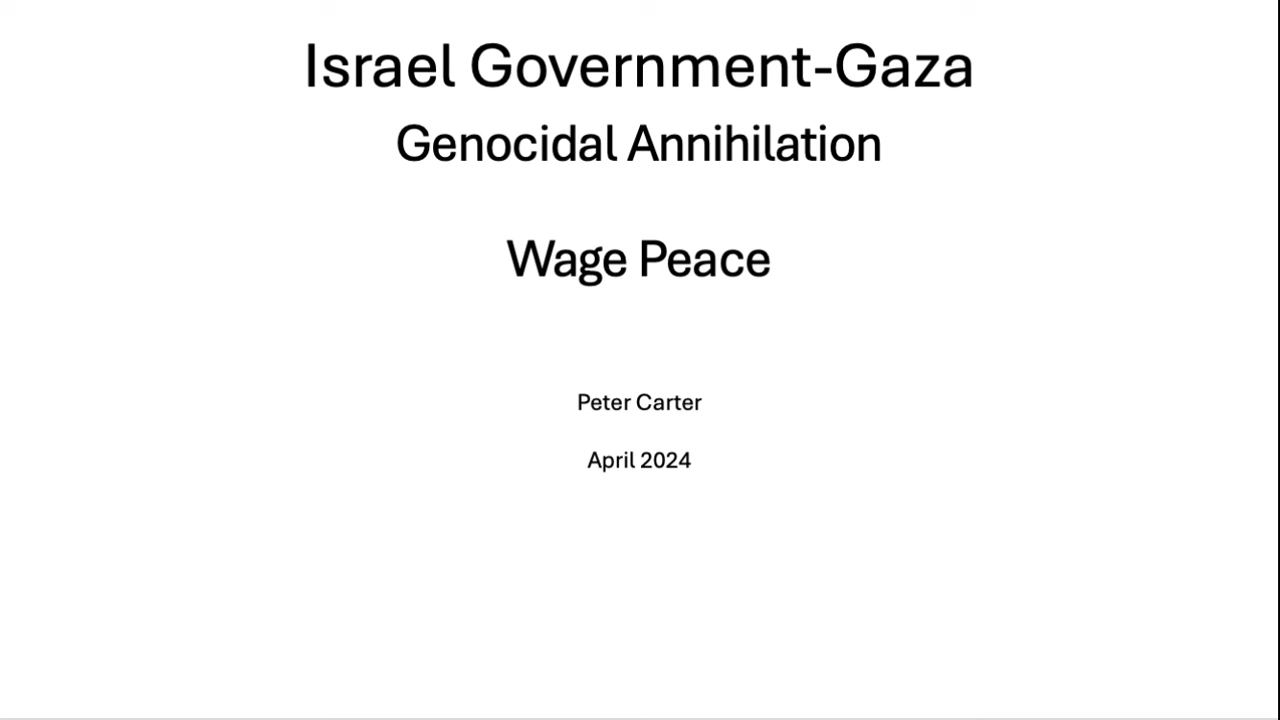 Israel Government-Gaza
Genocidal Annihilation
Wage Peace
Peter Carter
April 2024